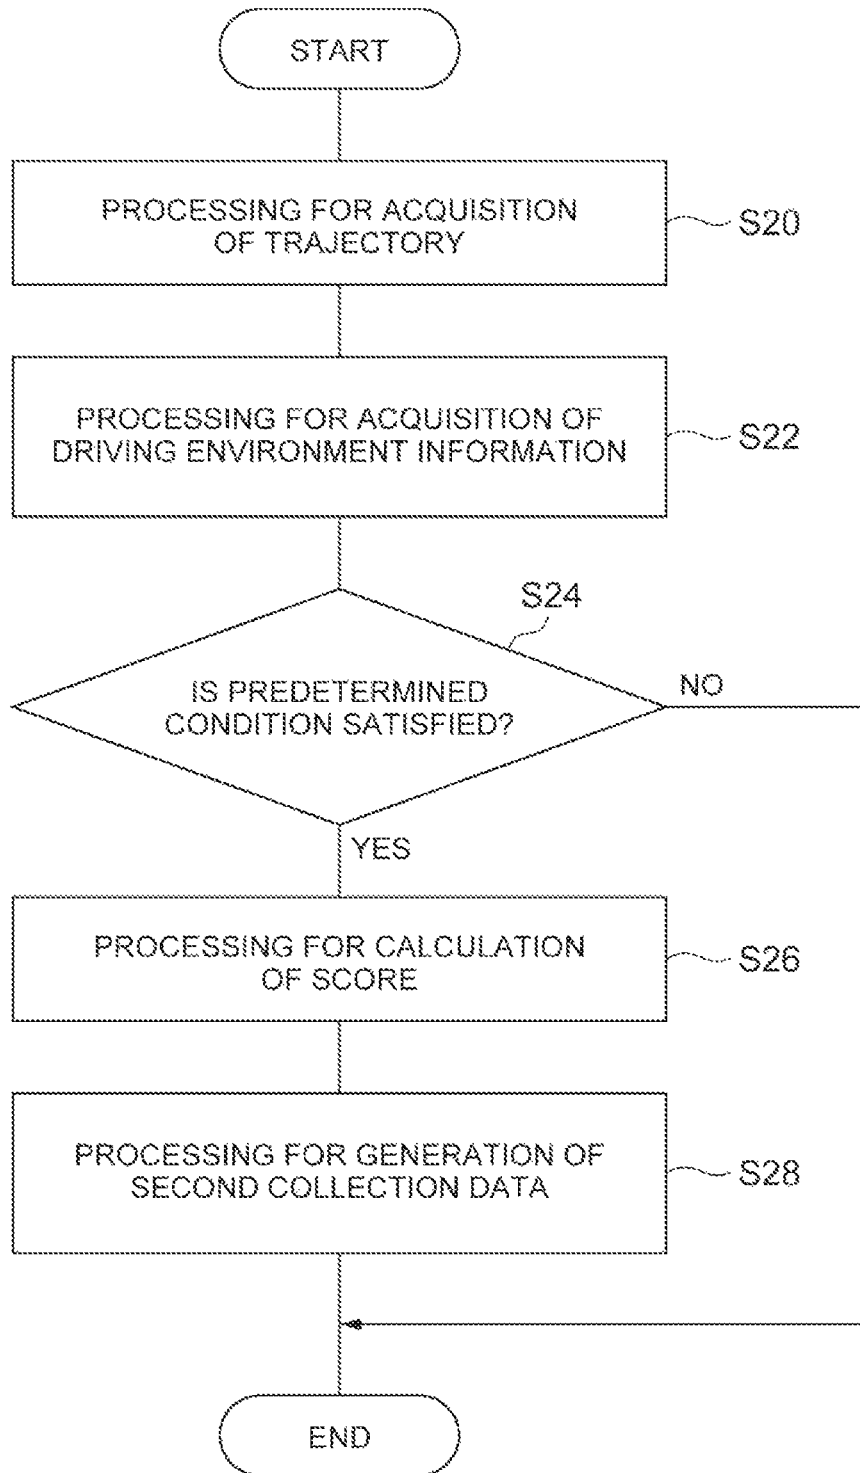 START
PROCESSING FOR ACQUISITION
OF TRAJECTORY
S20
PROCESSING FOR ACQUISITION OF
DRIVING ENVIRONMENT INFORMATION
S22
S24
IS PREDETERMINED
CONDITION SATISFIED?
NO
YES
PROCESSING FOR CALCULATION
OF SCORE
S26
PROCESSING FOR GENERATION OF
SECOND COLLECTION DATA
S28
END